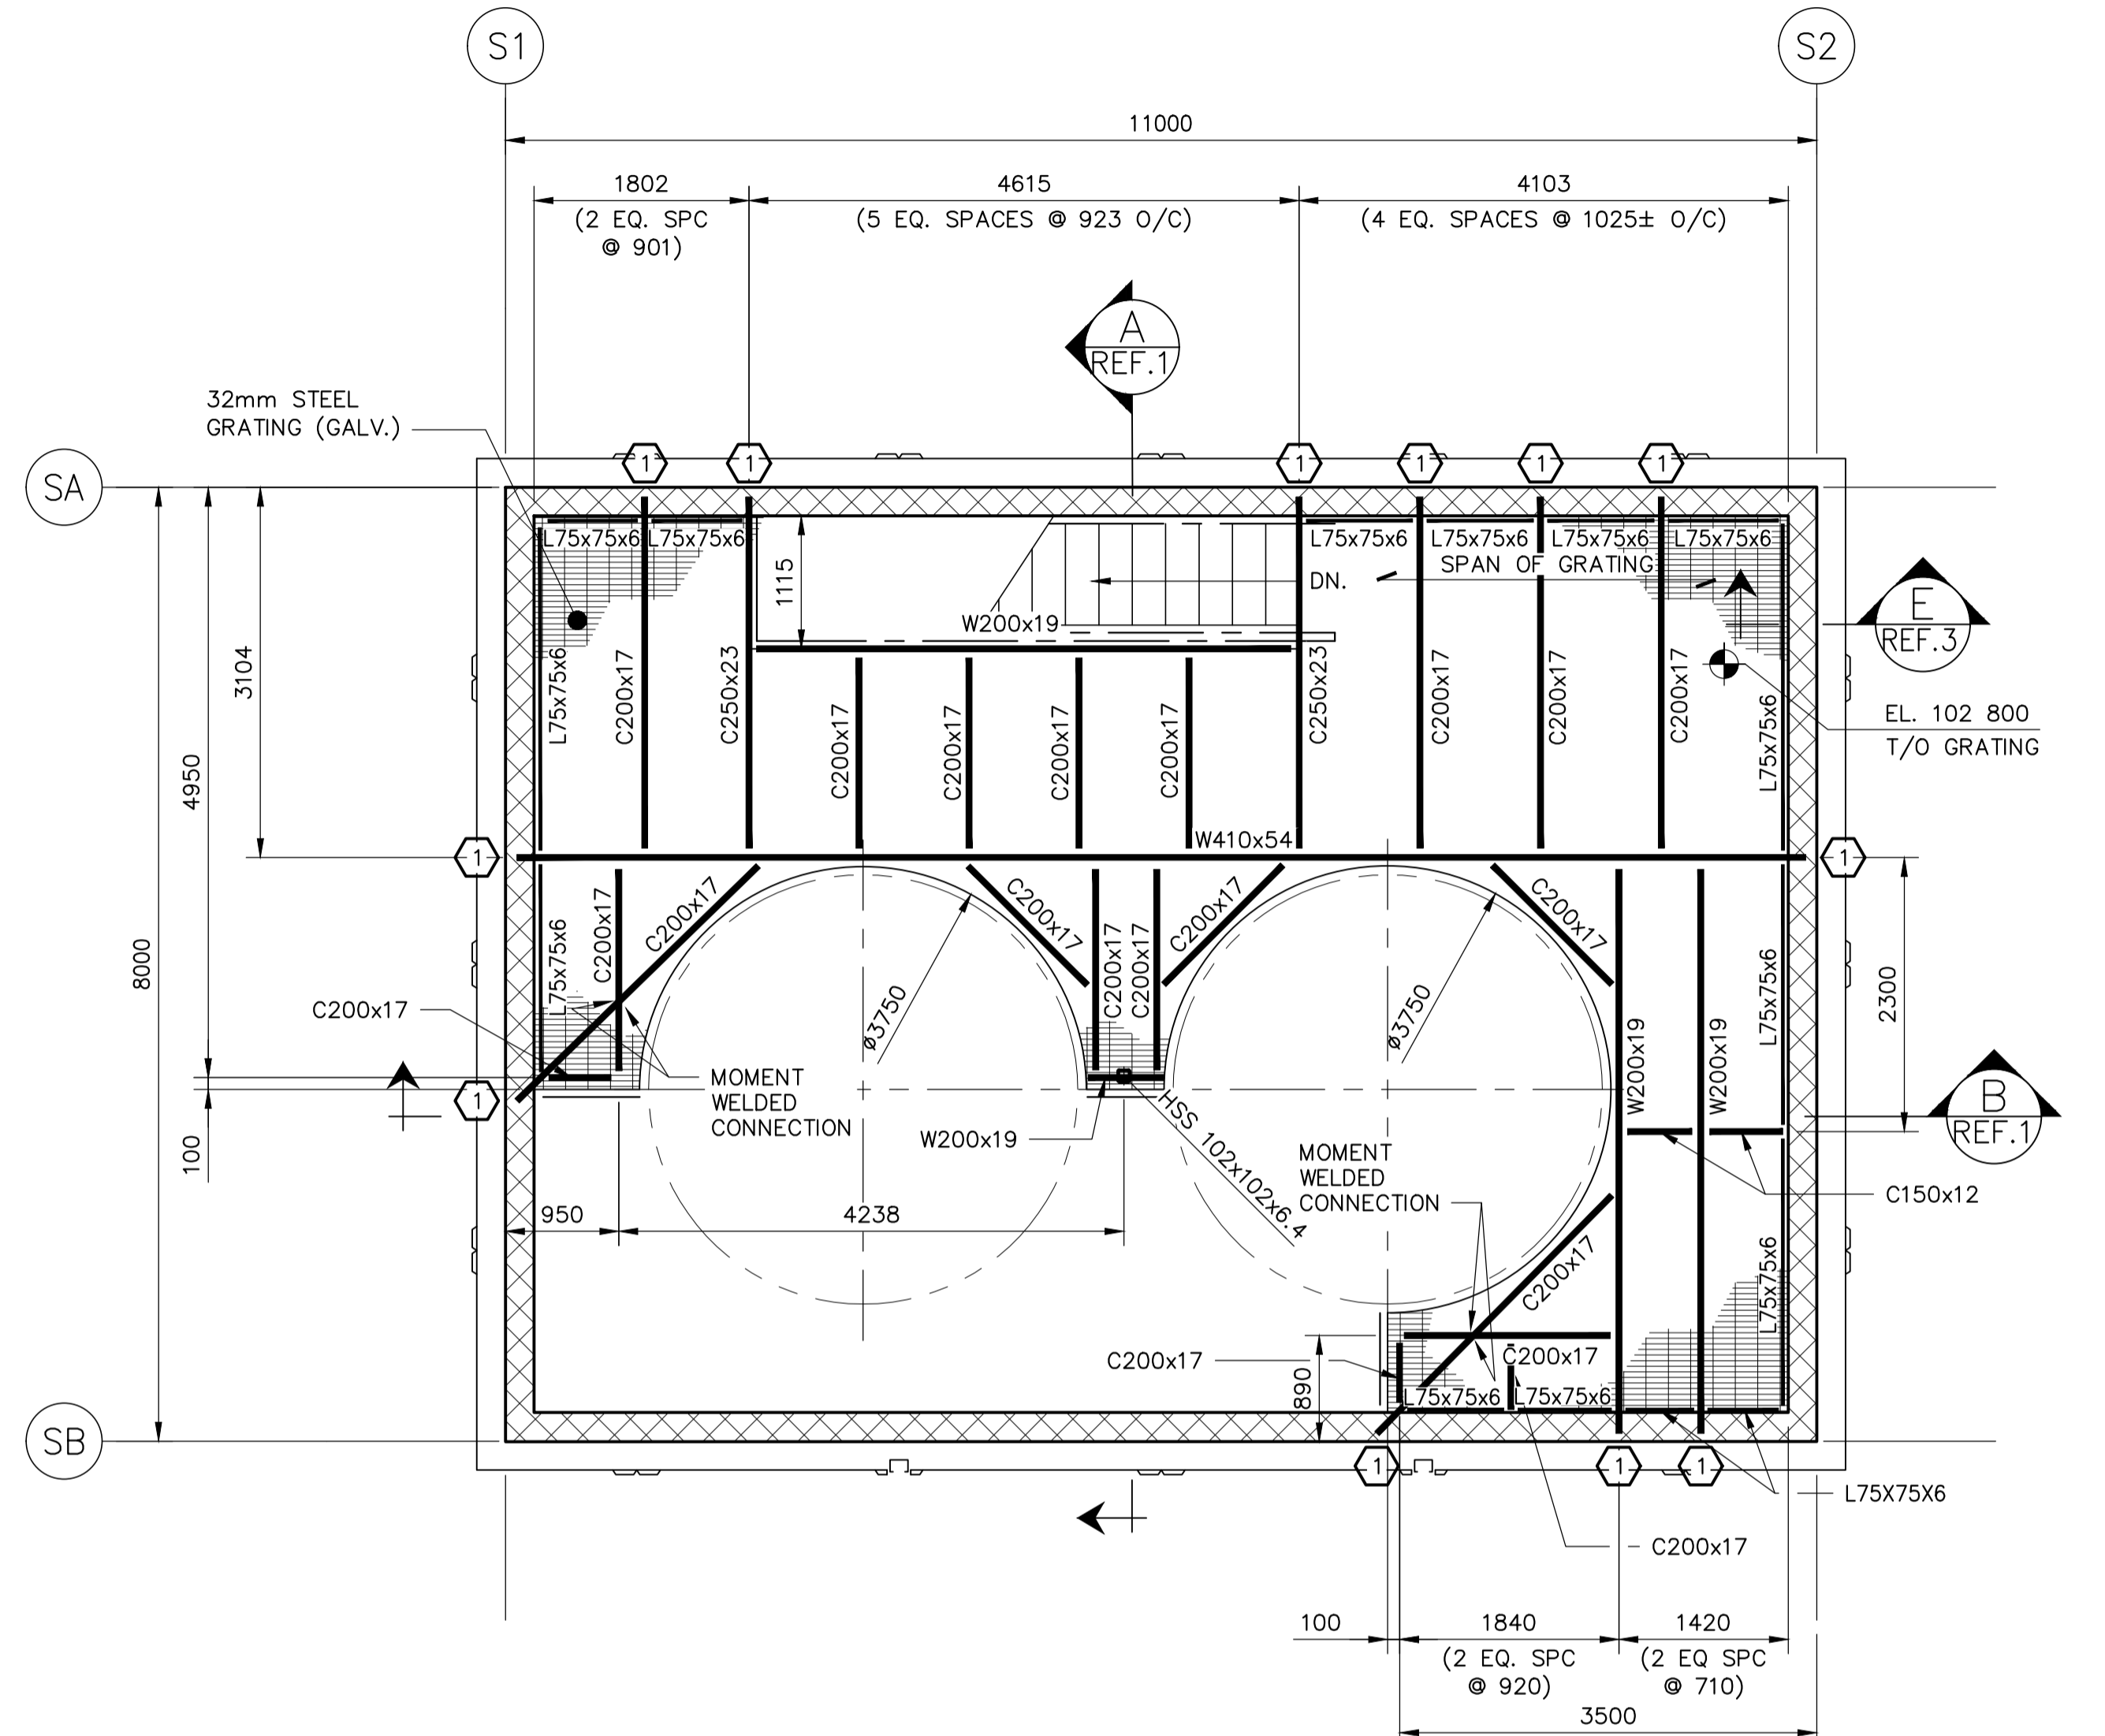 S1
S2
11000
1802
(2 EQ. SPC
@ 901)
4615
(5 EQ. SPACES @ 923 O/C)
4103
(4 EQ. SPACES @ 1025± O/C)
A
REF.1
32mm STEEL
GRATING (GALV.)
SA
1
1
1
1
1
1
L75x75x6
L75x75x6
L75x75x6
L75x75x6
L75x75x6
L75x75x6
SPAN OF GRATING
DN.
1115
W200x19
E
REF.3
3104
4950
8000
L75x75x6
C200x17
C250x23
C200x17
C200x17
C200x17
C200x17
C250x23
C200x17
C200x17
C200x17
L75x75x6
EL. 102 800
T/O GRATING
W410x54
1
1
L75x75x6
C200x17
C200x17
C200x17
C200x17
C200x17
C200x17
C200x17
L75x75x6
2300
ø3750
ø3750
C200x17
W200x19
W200x19
1
100
MOMENT
WELDED
CONNECTION
W200x19
HSS 102x102x6.4
MOMENT
WELDED
CONNECTION
B
REF.1
C150x12
950
4238
C200x17
L75x75x6
C200x17
C200x17
890
L75x75x6
L75x75x6
SB
1
1
1
L75X75X6
C200x17
100
1840
(2 EQ. SPC
@ 920)
1420
(2 EQ SPC
@ 710)
3500